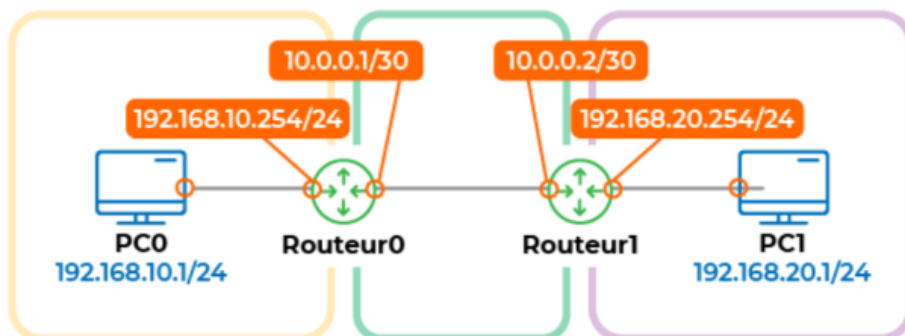 10.0.0.1/30
10.0.0.2/30
192.168.10.254/24
192.168.20.254/24
PC0
Routeur0
Routeur1
PC1
192.168.10.1/24
192.168.20.1/24